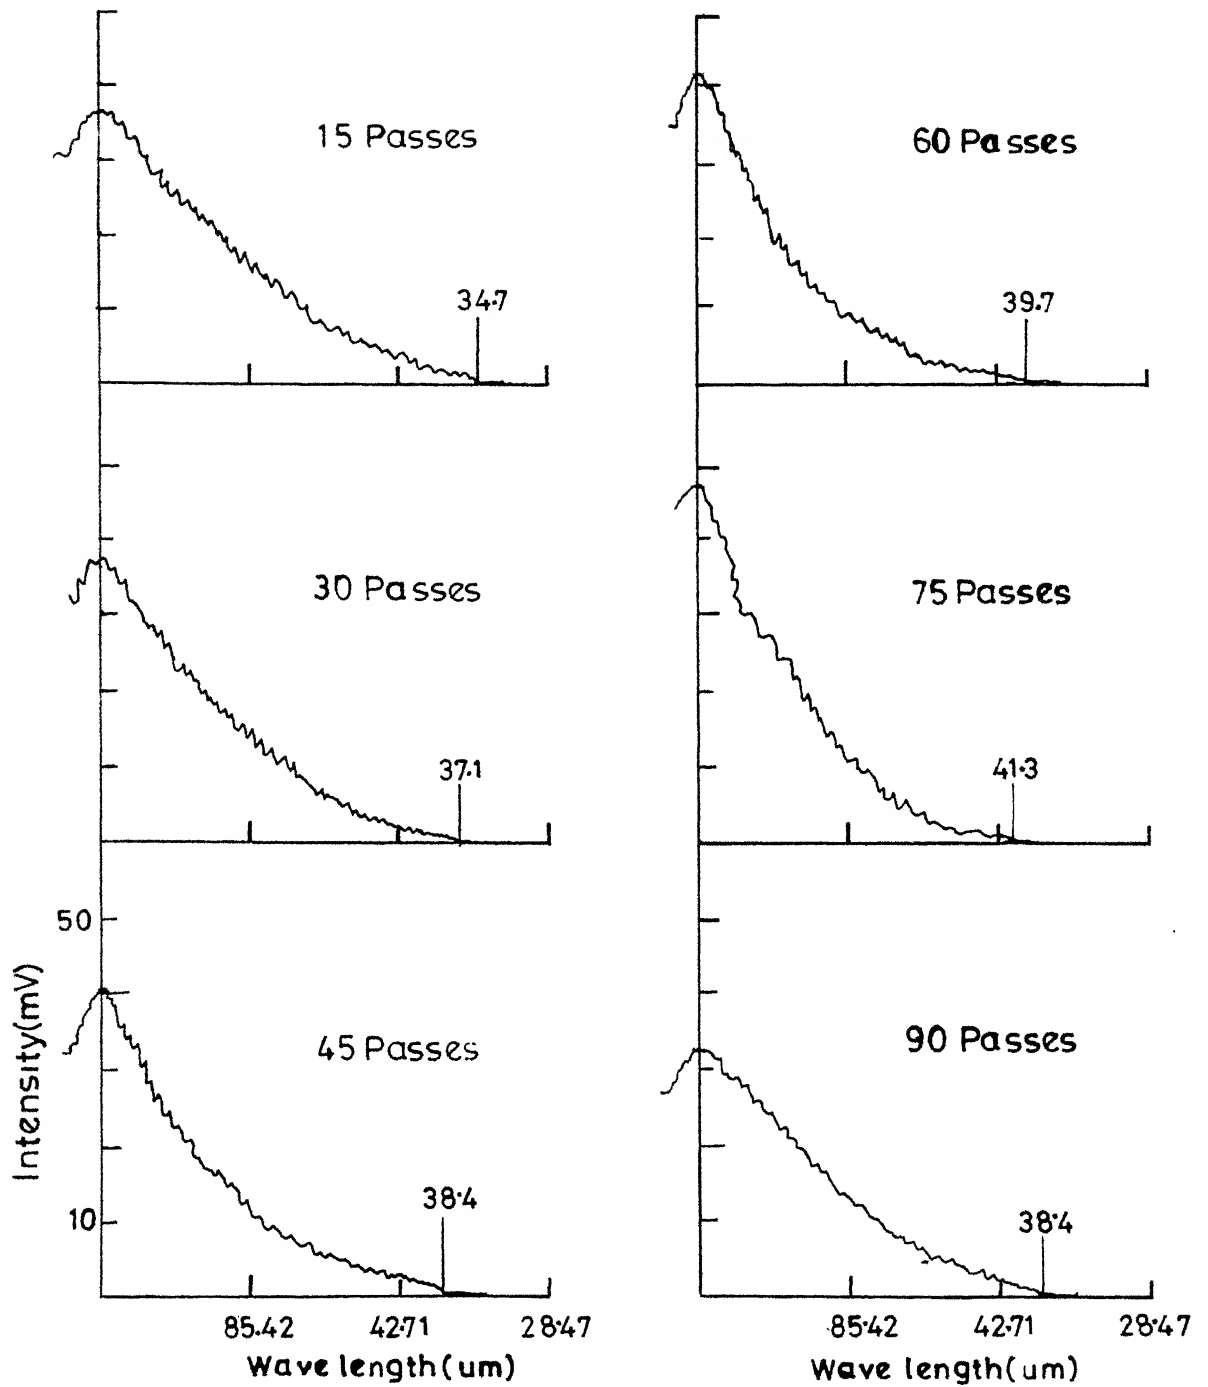 15 Passes
34.7
60 Passes
39.7
30 Passes
37.1
75 Passes
41.3
Intensity(mV)
50
10
45 Passes
38.4
85.42 42.71 28.47
Wave length(um)
90 Passes
38.4
85.42 42.71 28.47
Wave length(um)